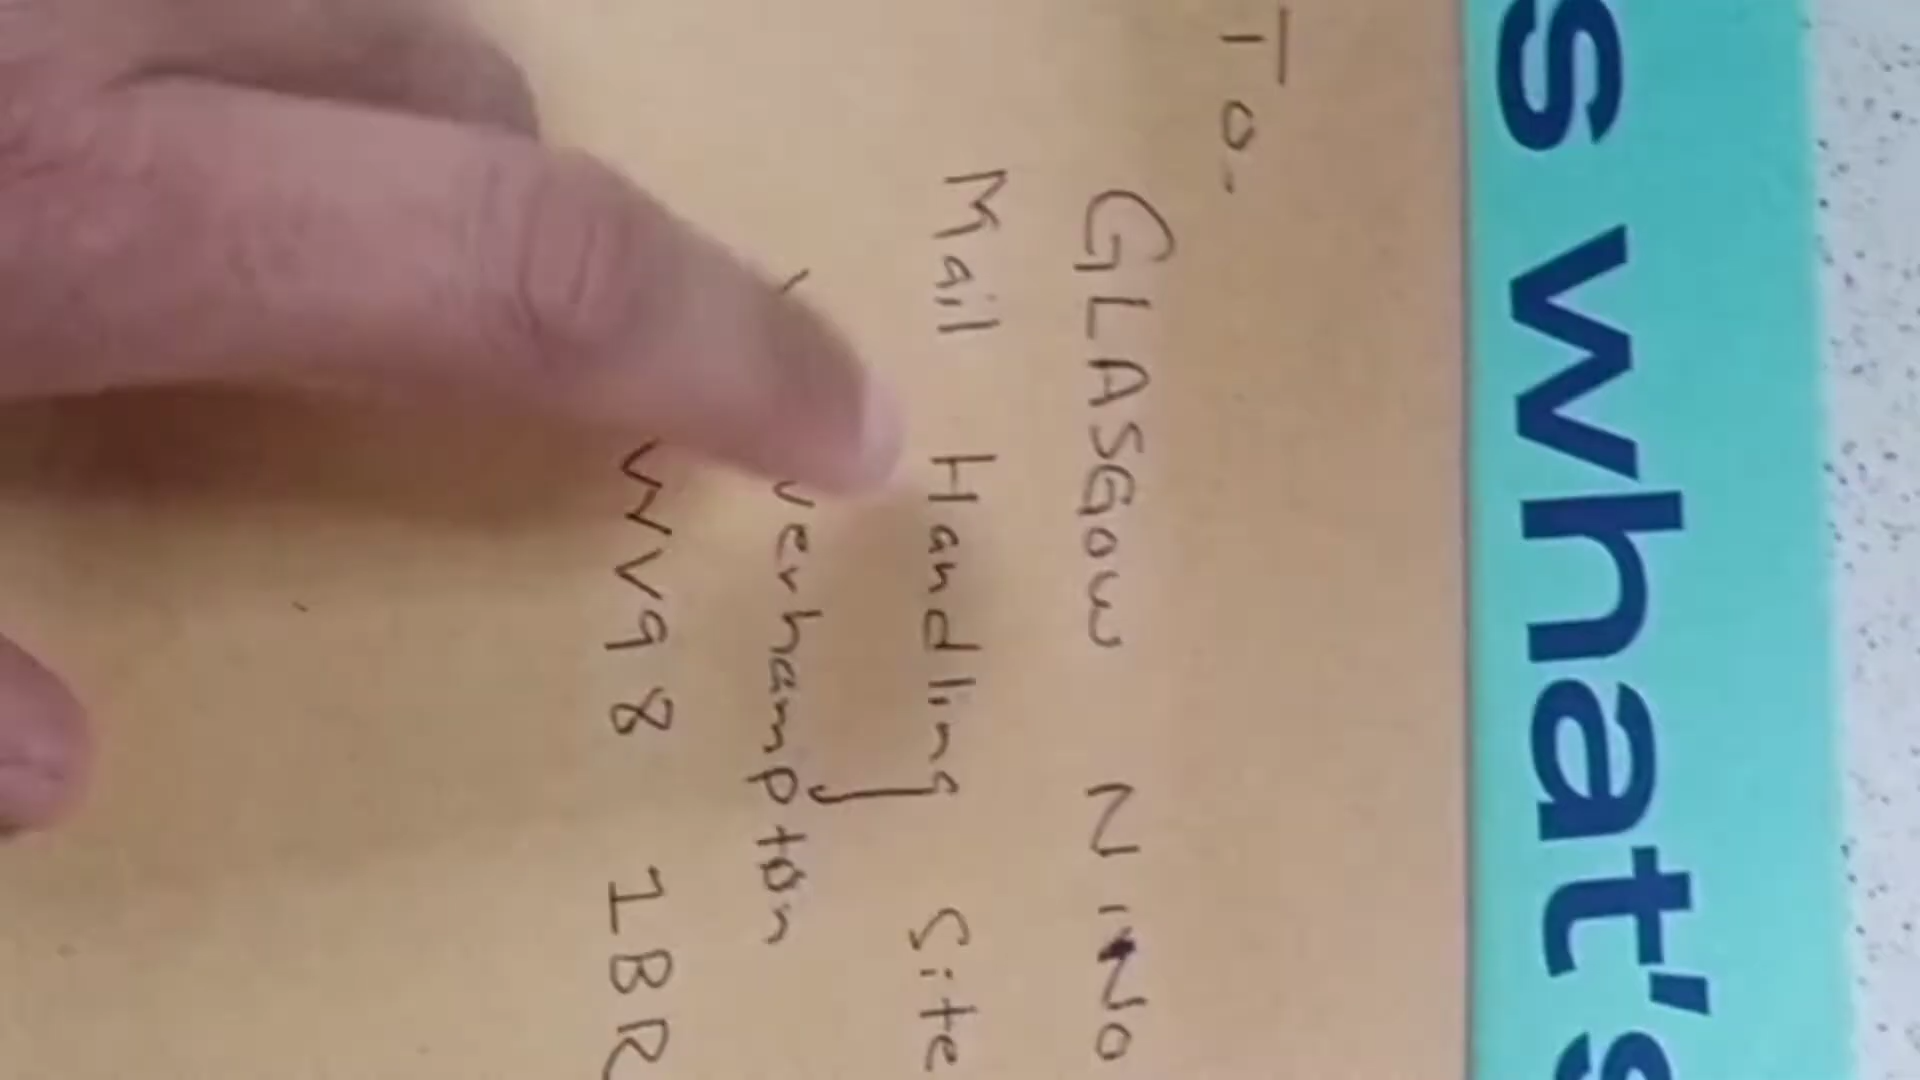 s what's
To-
GLASGOW NINO
Mail Handling Site
verhampton
WV98 1BR